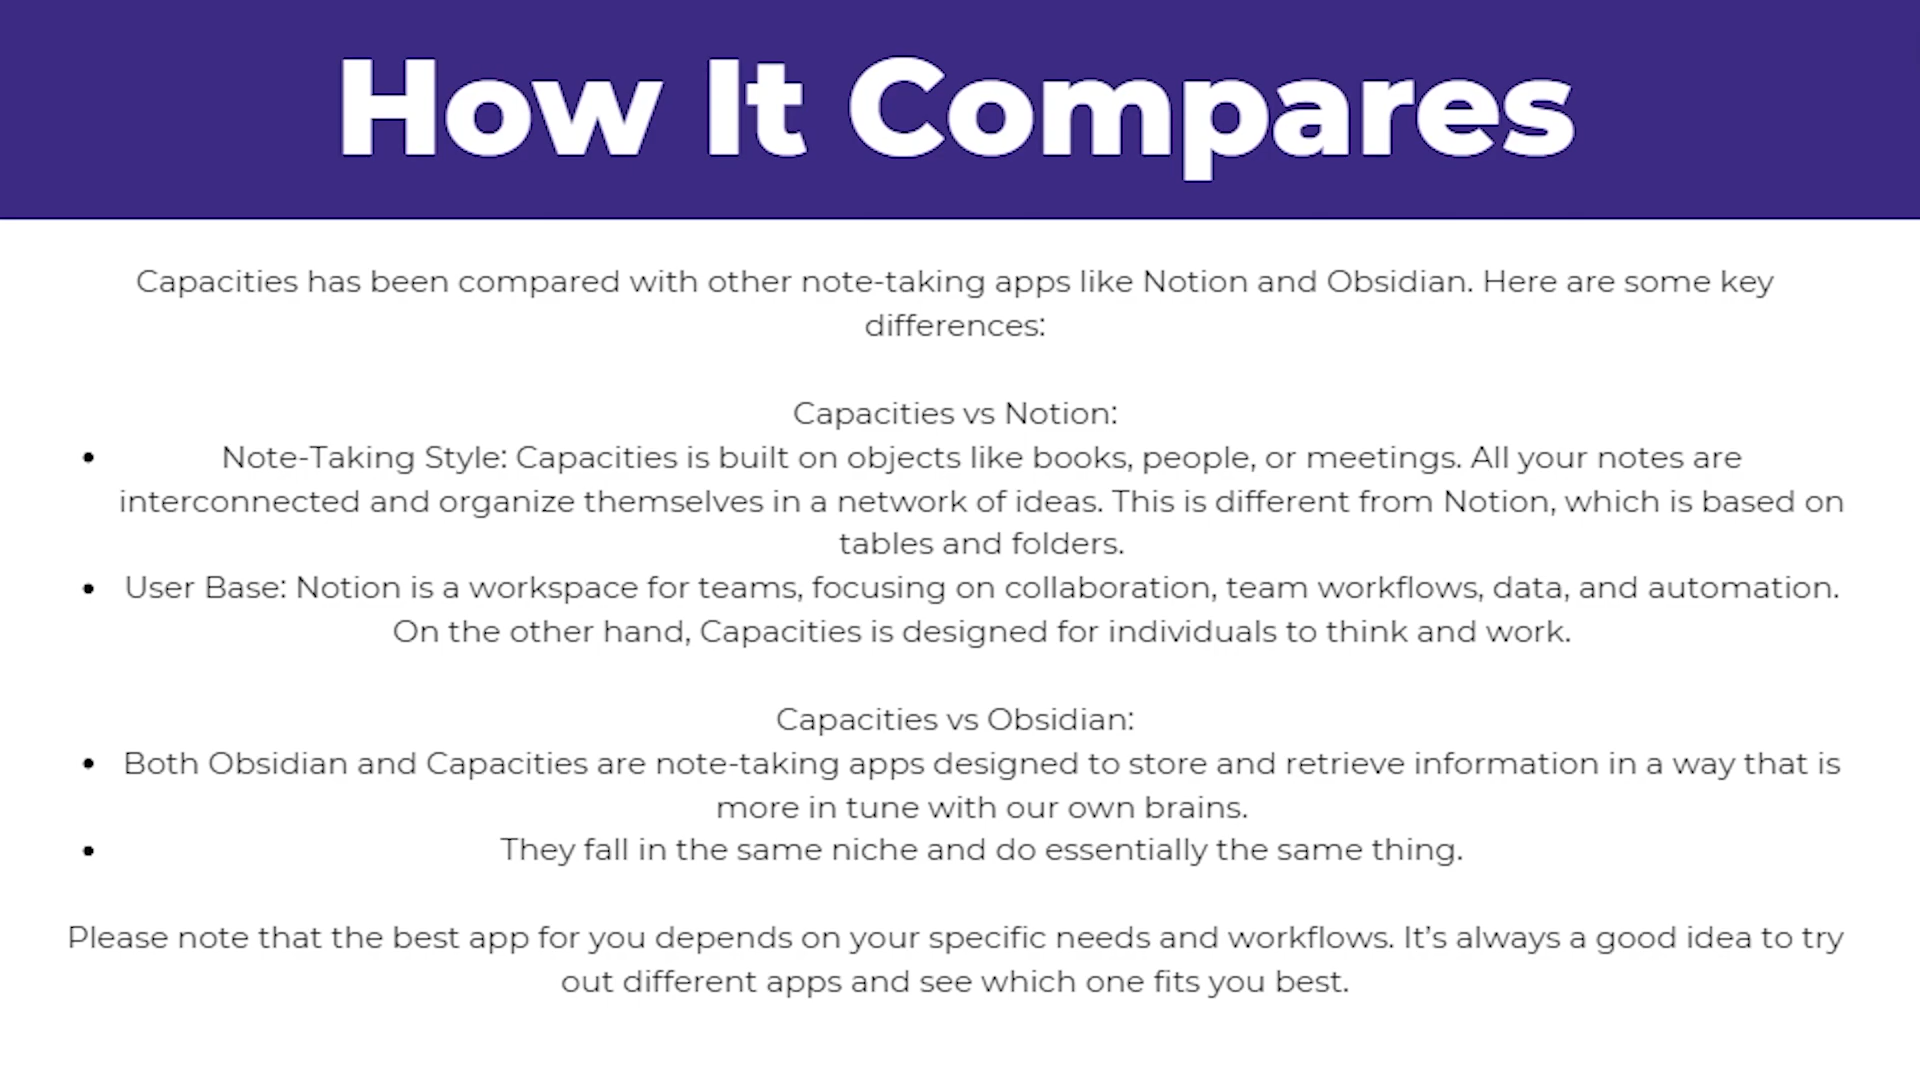 How It Compares
Capacities has been compared with other note-taking apps like Notion and Obsidian. Here are some key
differences:
Capacities vs Notion:
• Note-Taking Style: Capacities is built on objects like books, people, or meetings. All your notes are
interconnected and organize themselves in a network of ideas. This is different from Notion, which is based on
tables and folders.
• User Base: Notion is a workspace for teams, focusing on collaboration, team workflows, data, and automation.
On the other hand, Capacities is designed for individuals to think and work.
Capacities vs Obsidian:
• Both Obsidian and Capacities are note-taking apps designed to store and retrieve information in a way that is
more in tune with our own brains.
• They fall in the same niche and do essentially the same thing.
Please note that the best app for you depends on your specific needs and workflows. It’s always a good idea to try
out different apps and see which one fits you best.